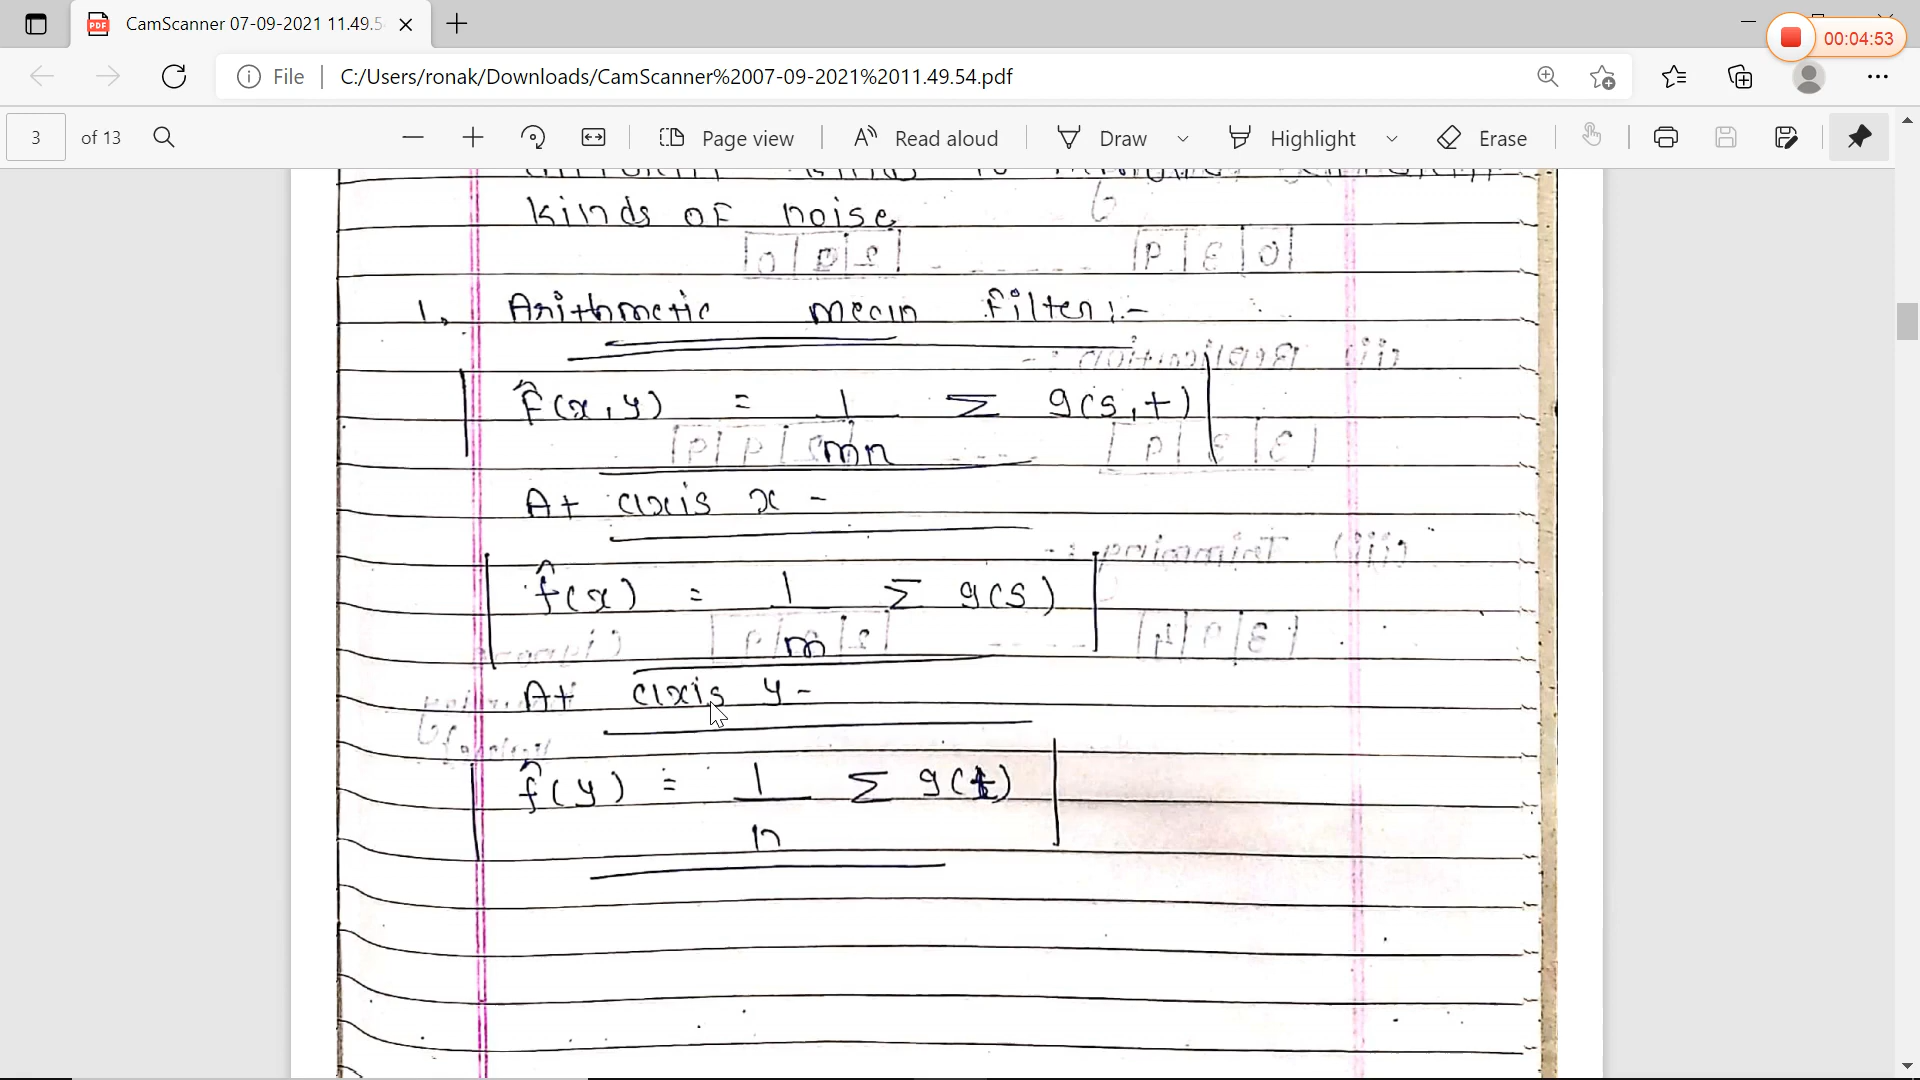 CamScanner 07-09-2021 11.49.5
00:04:53
File
C:/Users/ronak/Downloads/CamScanner%2007-09-2021%2011.49.54.pdf
3 of 13
Page view
Read aloud
Draw
Highlight
Erase
kinds of noise
1. Arithmetic mean filter:-
f̂(x,y) = 1/mn Σ g(s,t)
At axis x -
f̂(x) = 1/m Σ g(s)
At axis y -
f̂(y) = 1/n Σ g(t)